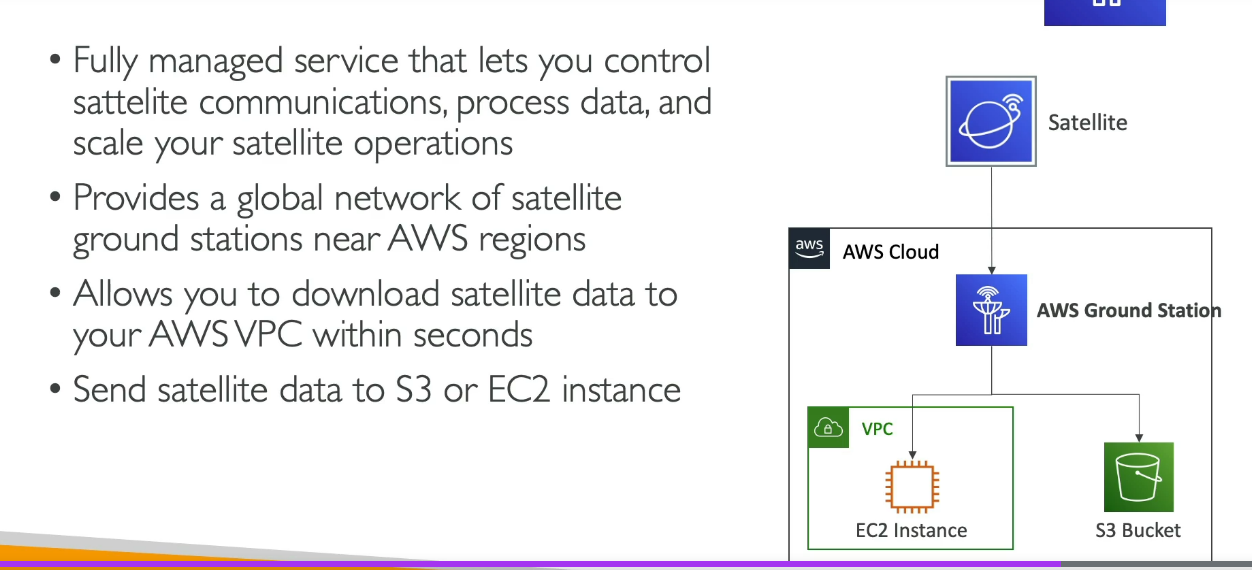 • Fully managed service that lets you control
sattelite communications, process data, and
scale your satellite operations
• Provides a global network of satellite
ground stations near AWS regions
• Allows you to download satellite data to
your AWS VPC within seconds
• Send satellite data to S3 or EC2 instance
Satellite
aws
AWS Cloud
AWS Ground Station
VPC
EC2 Instance
S3 Bucket